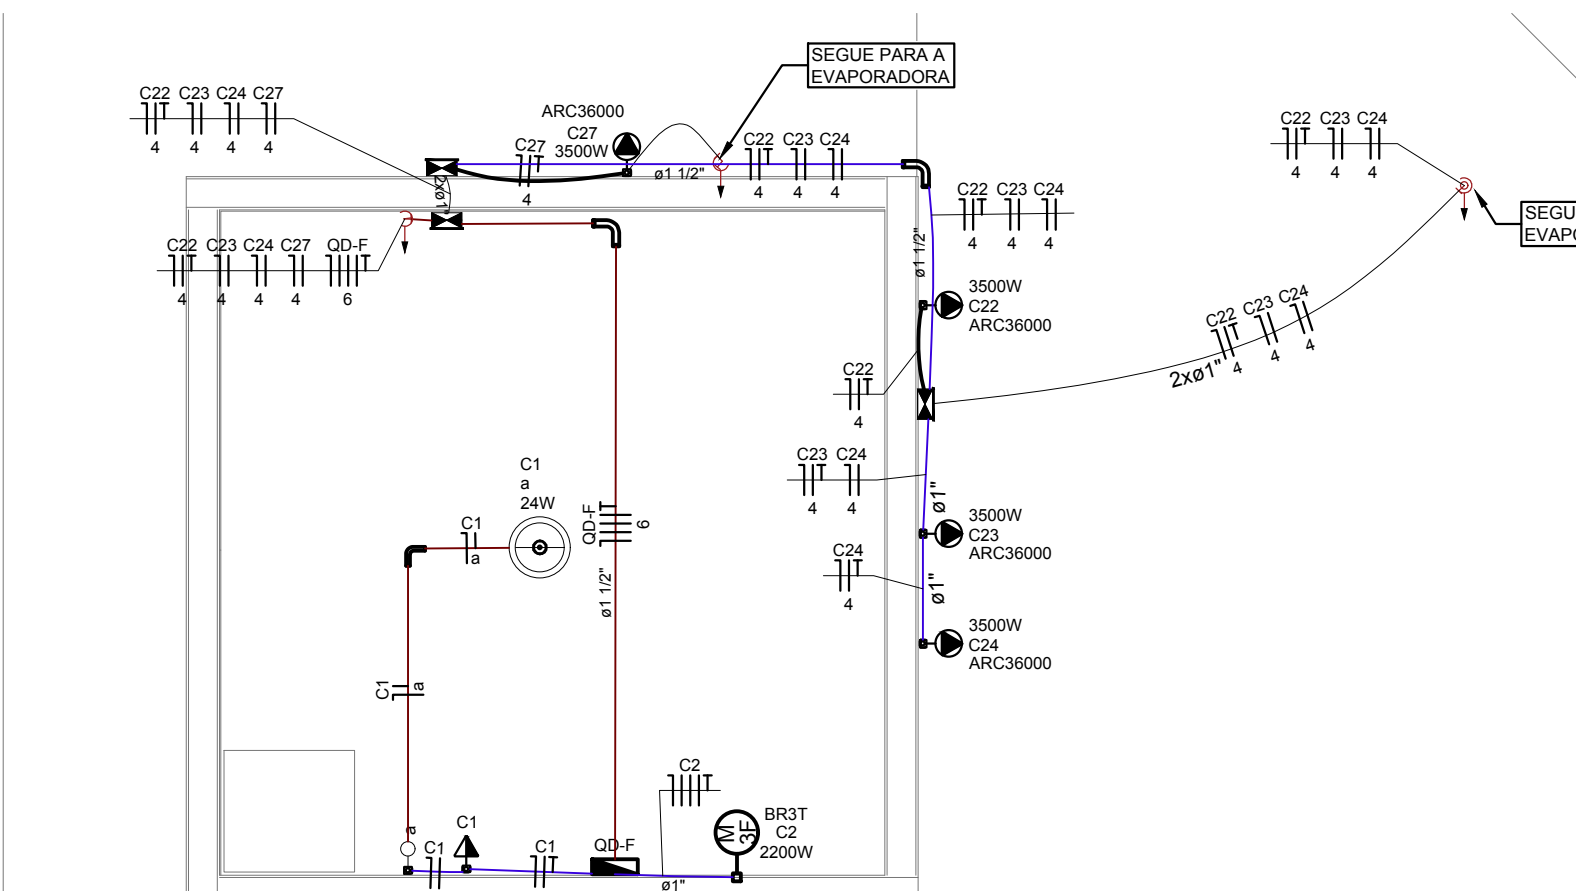 SEGUE PARA A
EVAPORADORA
C22 C23 C24 C27
4 4 4 4
ARC36000
C27
3500W
C27
4
ø1 1/2"
C22 C23 C24
4 4 4
C22 C23 C24
4 4 4
SEGU
EVAPO
2xø1"
C22 C23 C24
4 4 4
ø1 1/2"
C22 C23 C24 C27 QD-F
4 4 4 4 6
3500W
C22
ARC36000
C22 C23 C24
4 4 4
2xø1"
C22
4
C23 C24
4 4
ø1"
3500W
C23
ARC36000
C24
4
ø1"
3500W
C24
ARC36000
C1
a
24W
C1
a
QD-F
6
ø1 1/2"
C1
a
a
C1
C1
C1
QD-F
C2
ø1"
M
3F
BR3T
C2
2200W